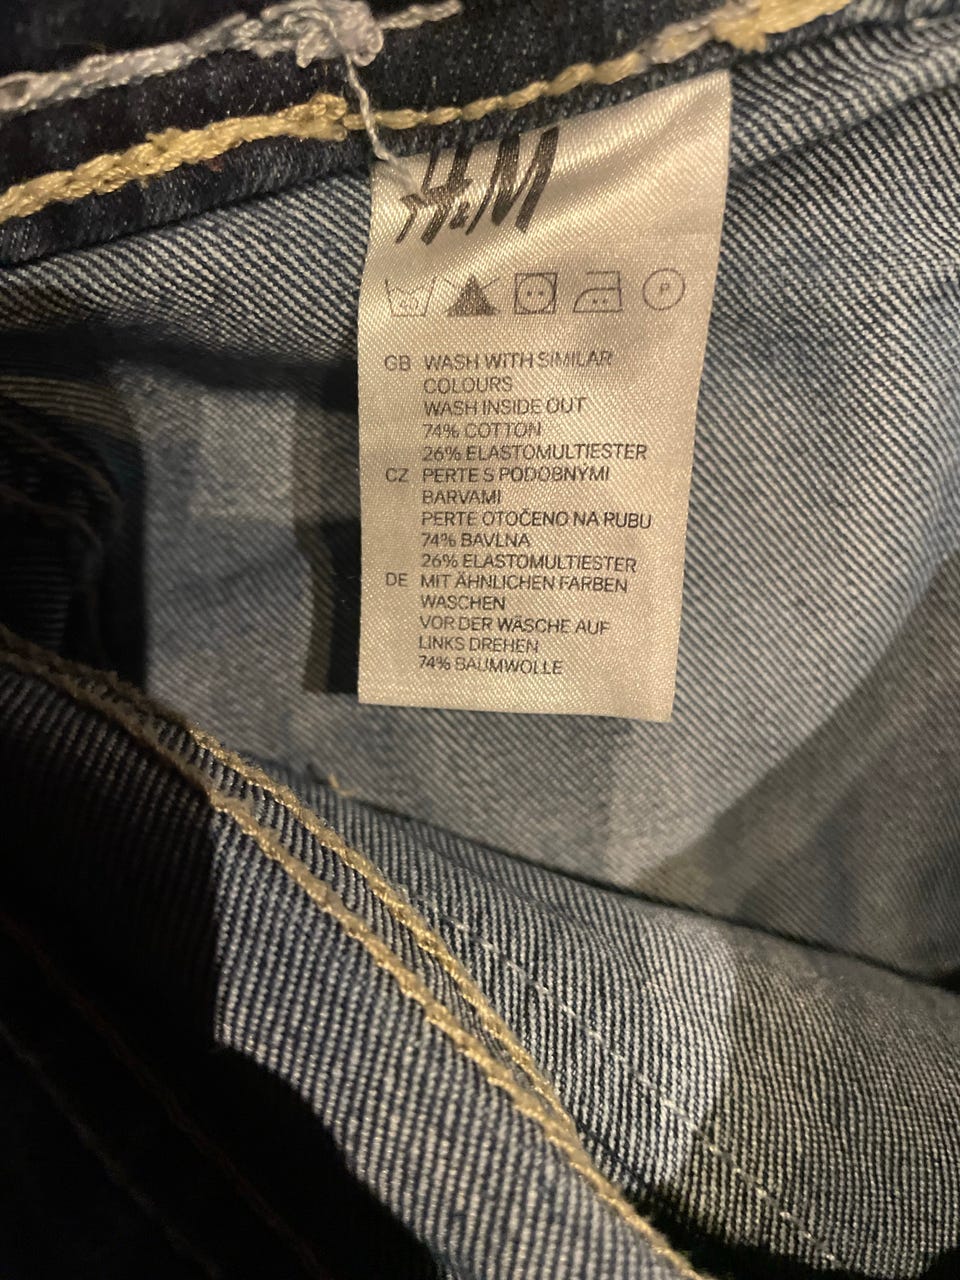 H&M
P
GB WASH WITH SIMILAR
COLOURS
WASH INSIDE OUT
74% COTTON
26% ELASTOMULTIESTER
CZ PERTE S PODOBNÝMI
BARVAMI
PERTE OTOČENO NA RUBU
74% BAVLNA
26% ELASTOMULTIESTER
DE MIT ÄHNLICHEN FARBEN
WASCHEN
VOR DER WÄSCHE AUF
LINKS DREHEN
74% BAUMWOLLE